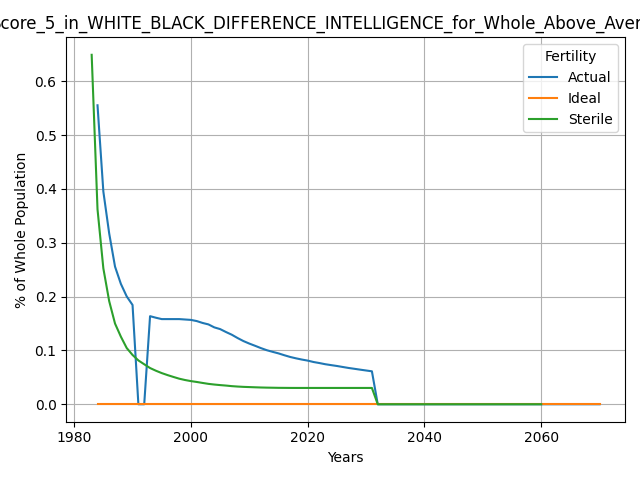 core_5_in_WHITE_BLACK_DIFFERENCE_INTELLIGENCE_for_Whole_Above_Aver
Fertility
Actual
Ideal
Sterile
% of Whole Population
0.6
0.5
0.4
0.3
0.2
0.1
0.0
1980 2000 2020 2040 2060
Years